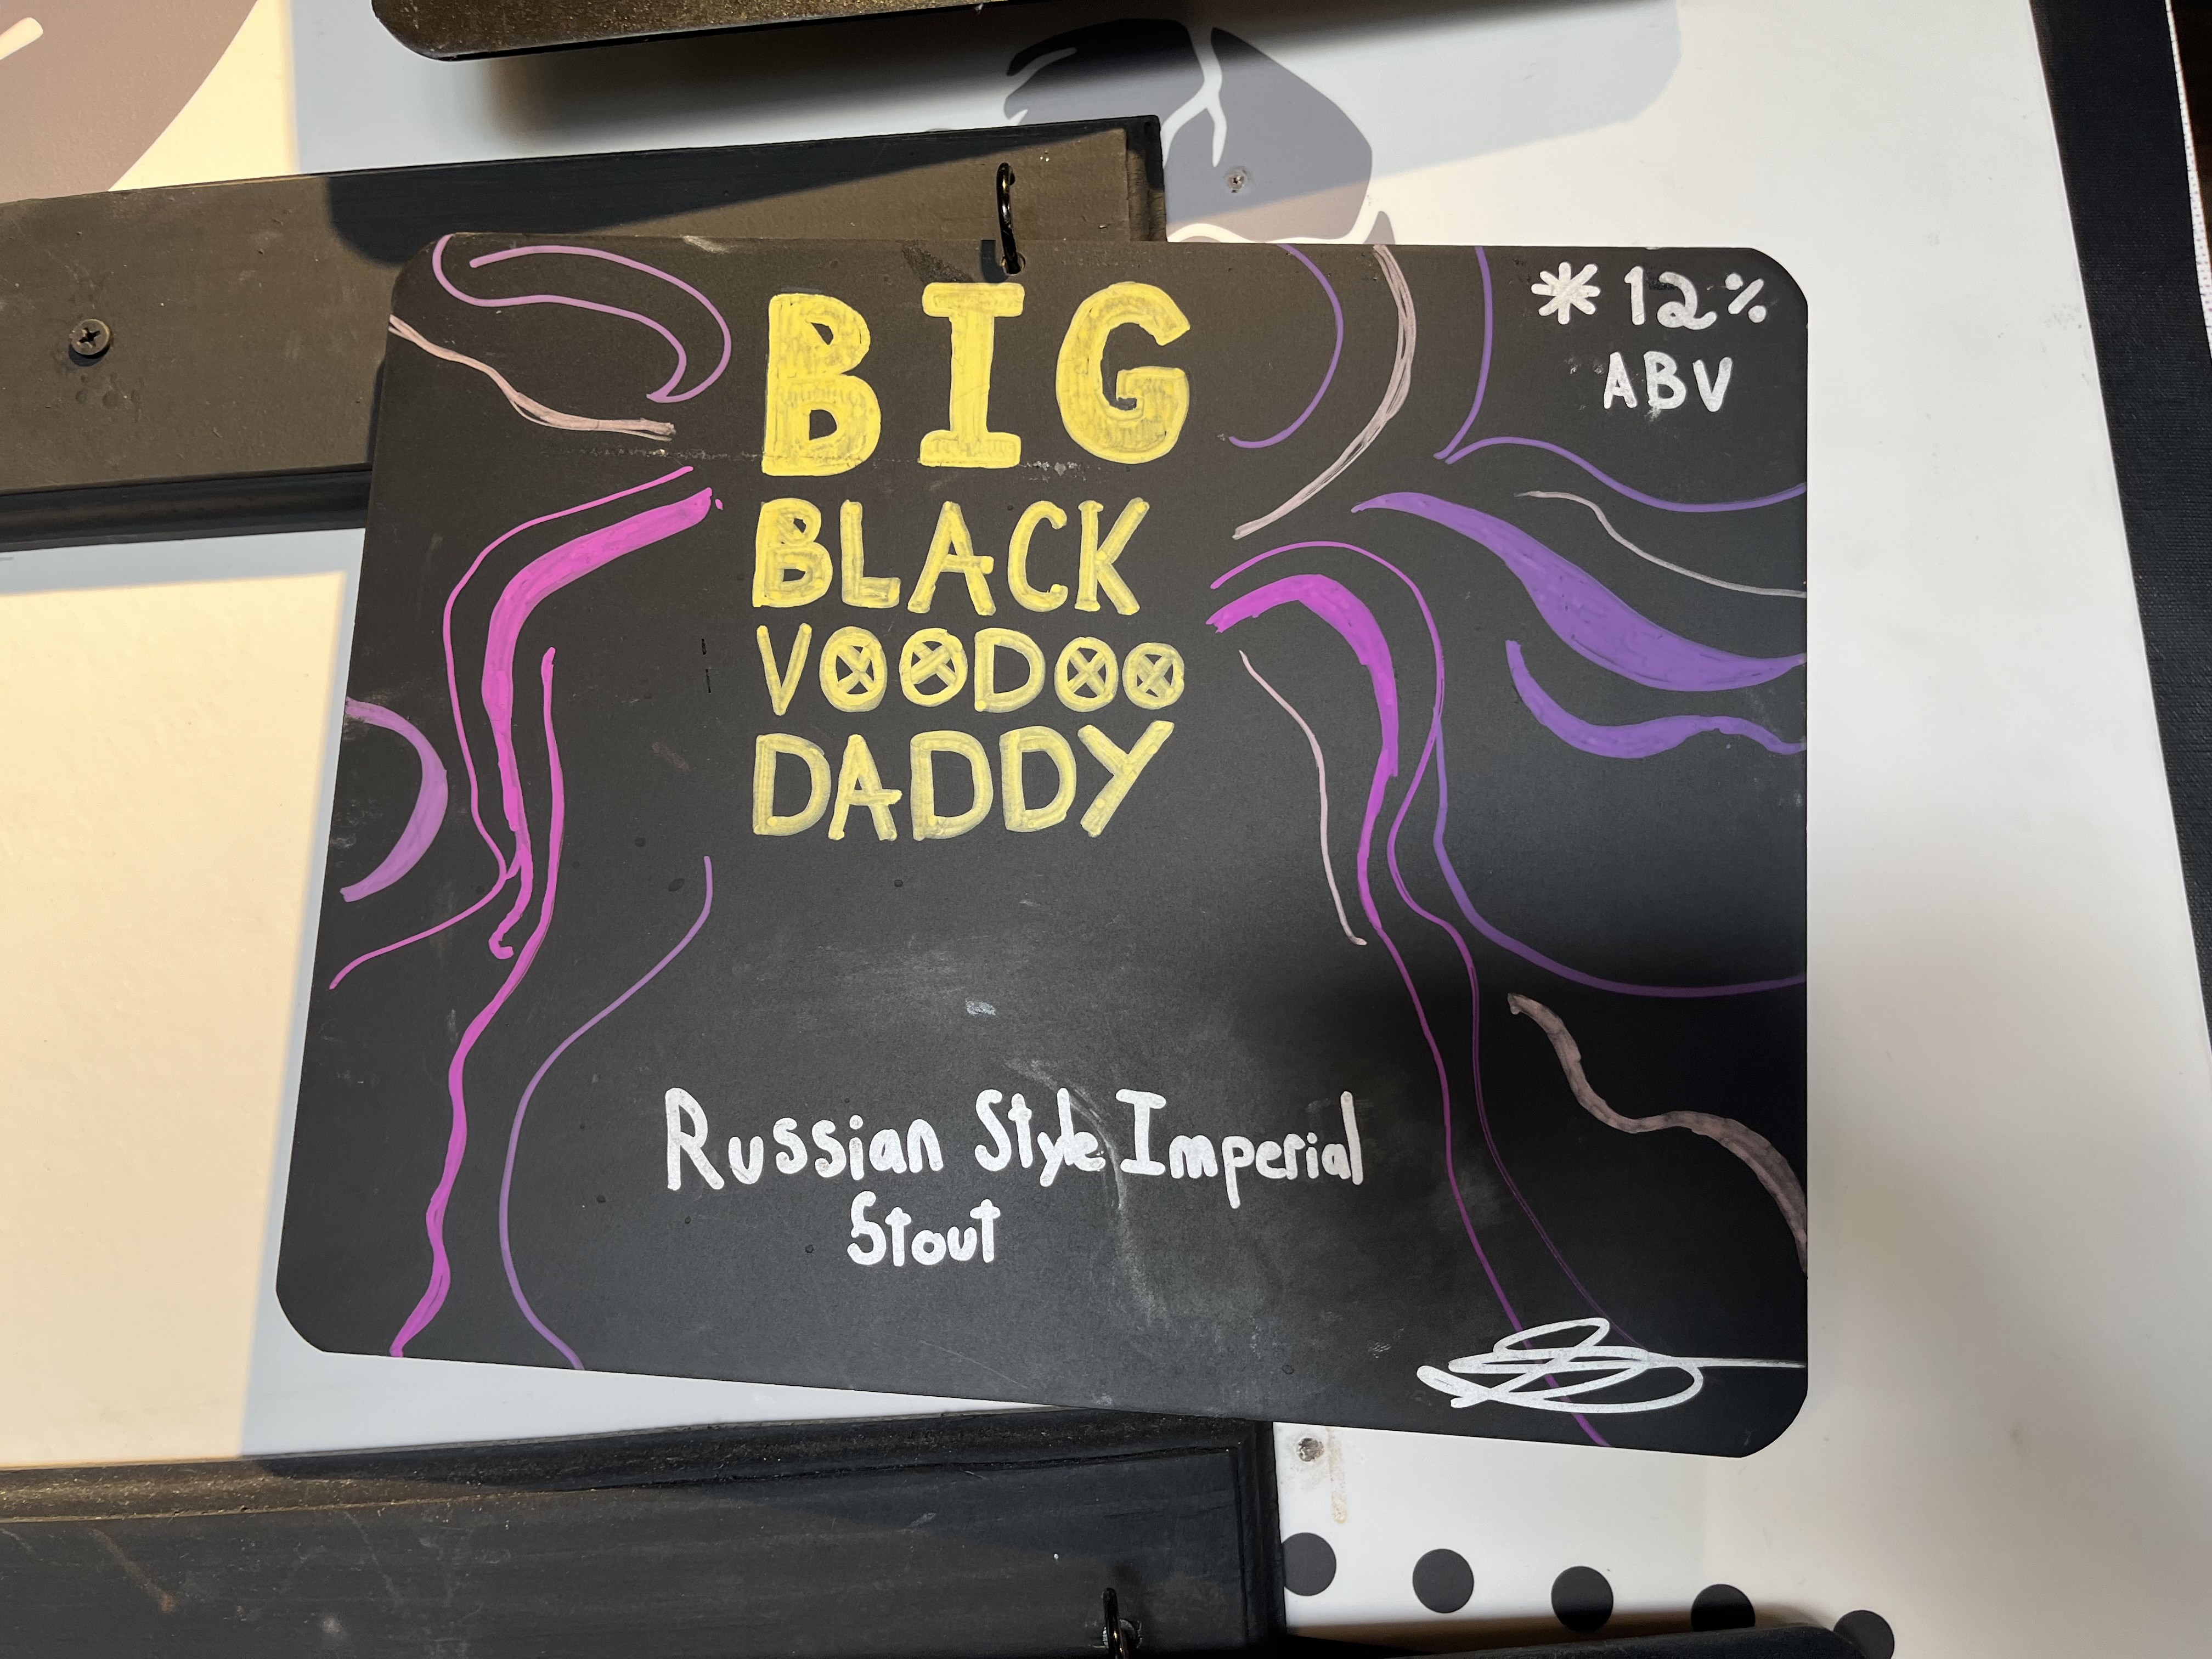 BIG
BLACK
VOODOO
DADDY
* 12%
ABV
Russian Style Imperial
Stout